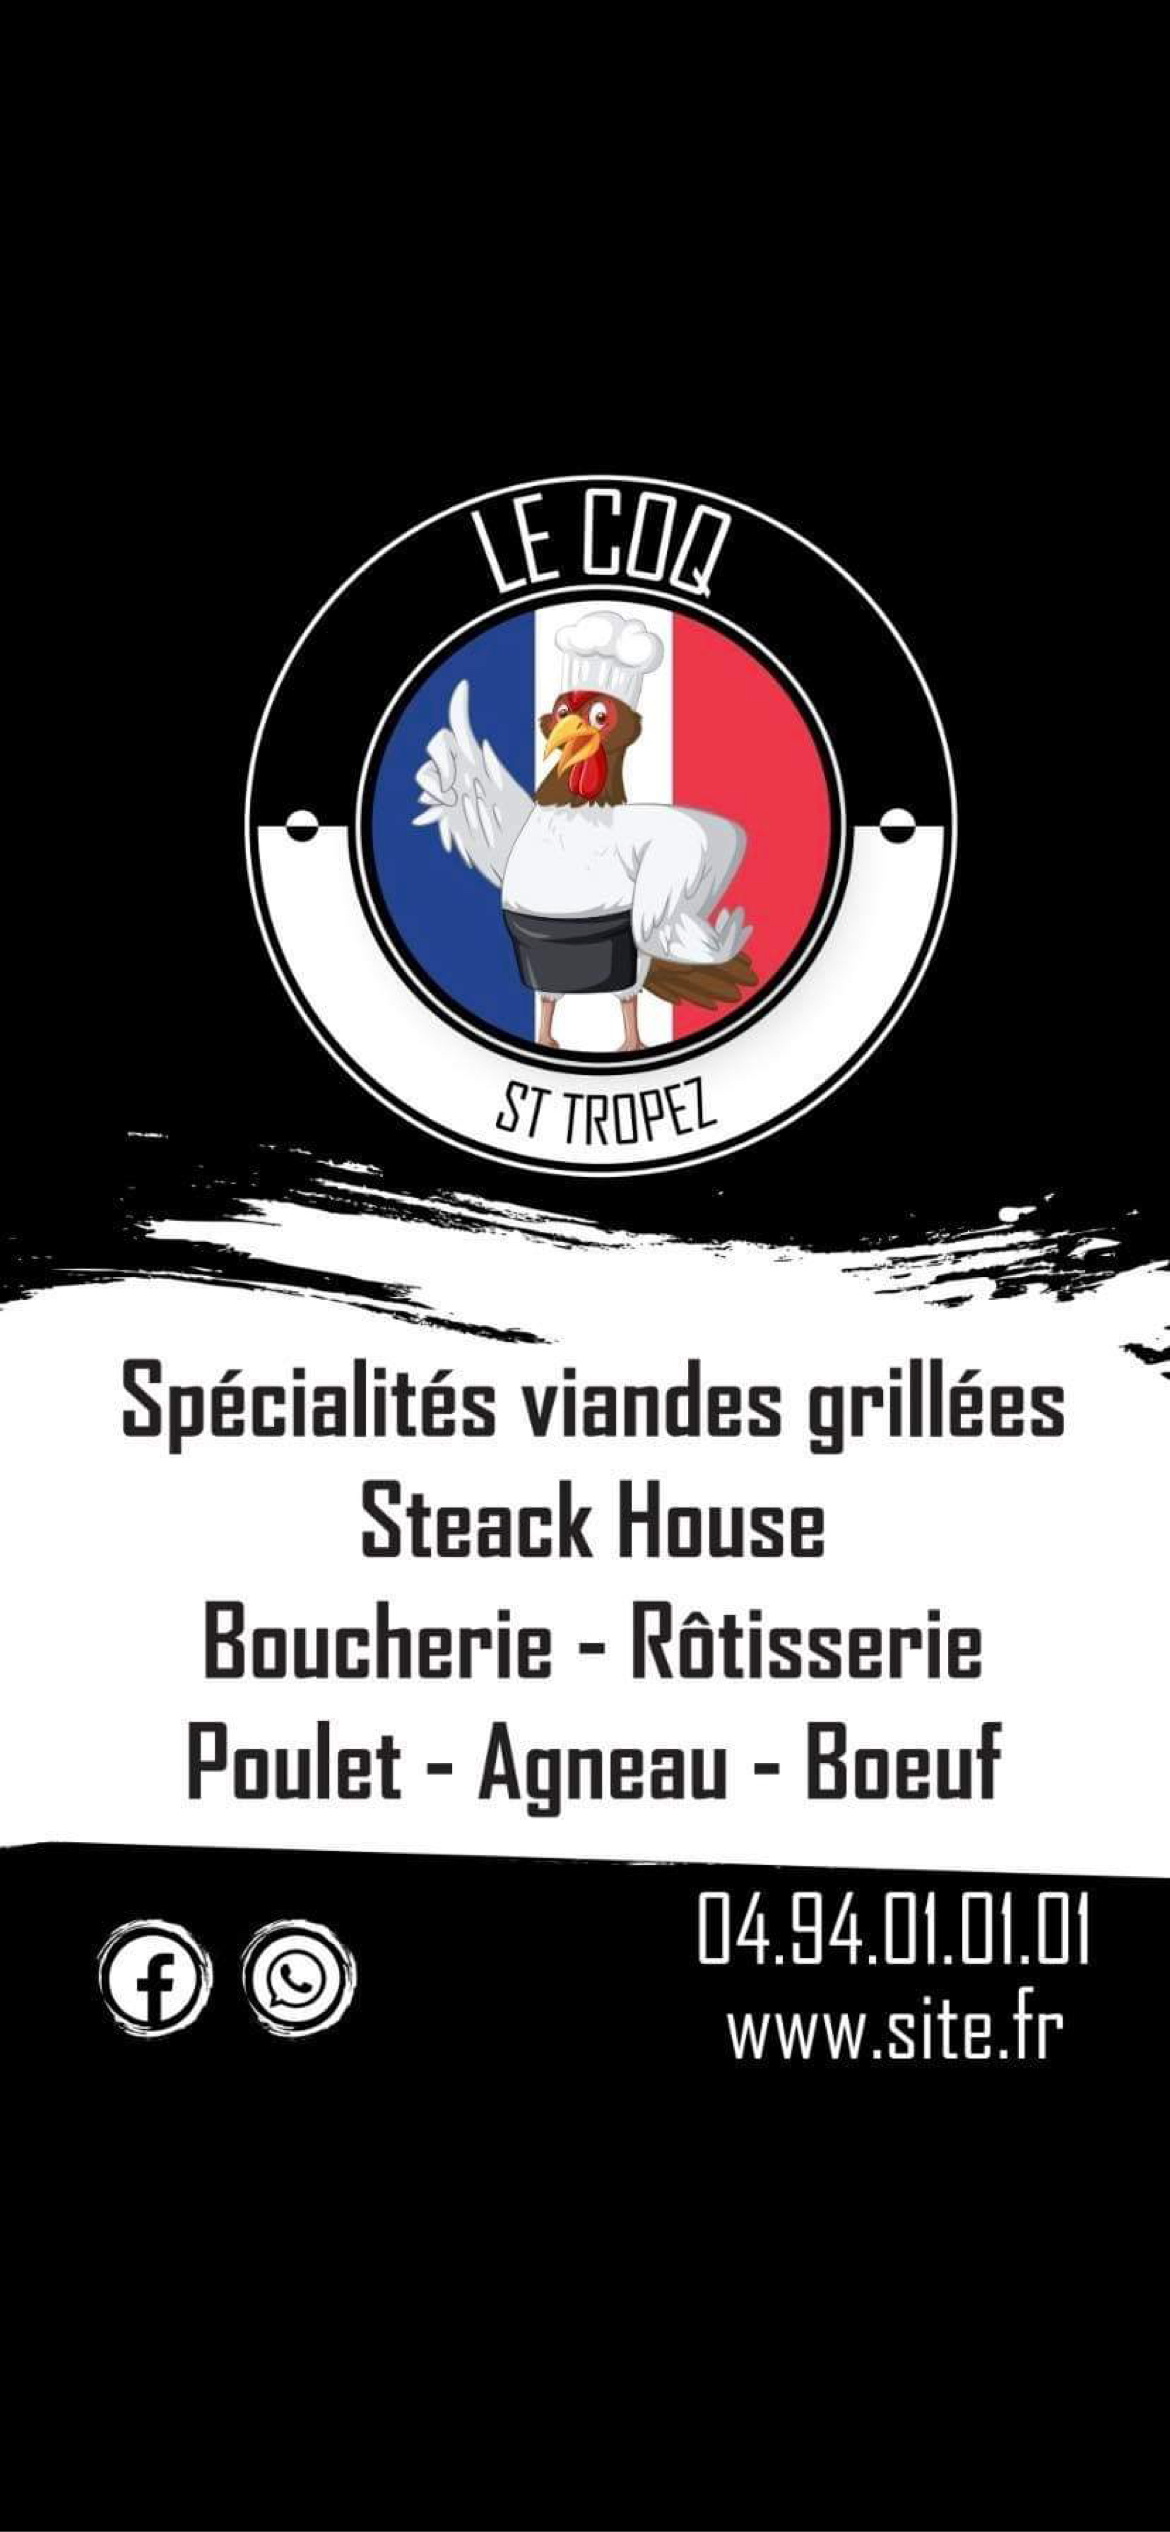 LE COQ
ST TROPEZ
Spécialités viandes grillées
Steack House
Boucherie - Rôtisserie
Poulet - Agneau - Boeuf
04.94.01.01.01
www.site.fr